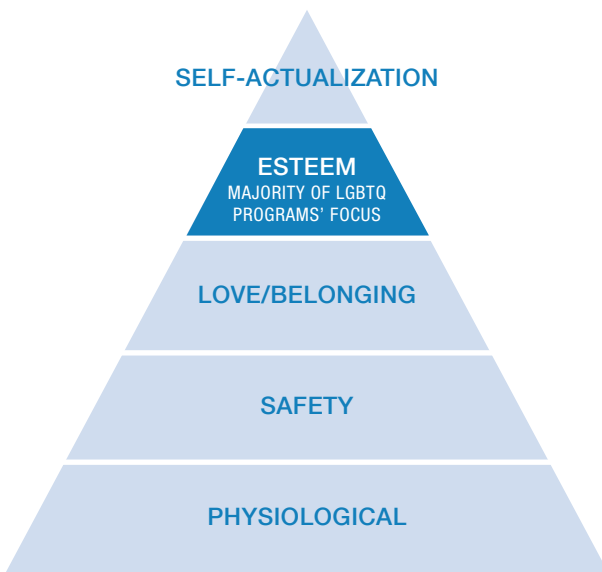 SELF-ACTUALIZATION
ESTEEM
MAJORITY OF LGBTQ
PROGRAMS’ FOCUS
LOVE/BELONGING
SAFETY
PHYSIOLOGICAL